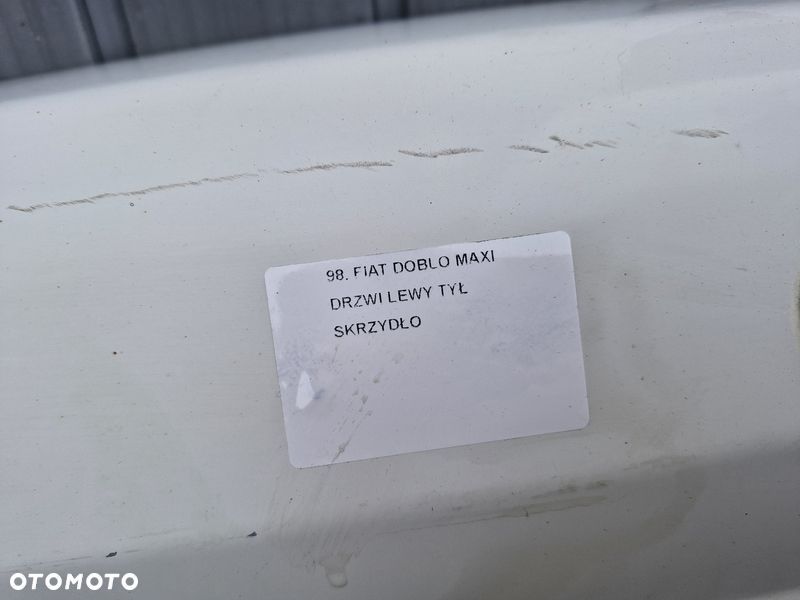 98. FIAT DOBLO MAXI
DRZWI LEWY TYŁ
SKRZYDŁO
OTOMOTO